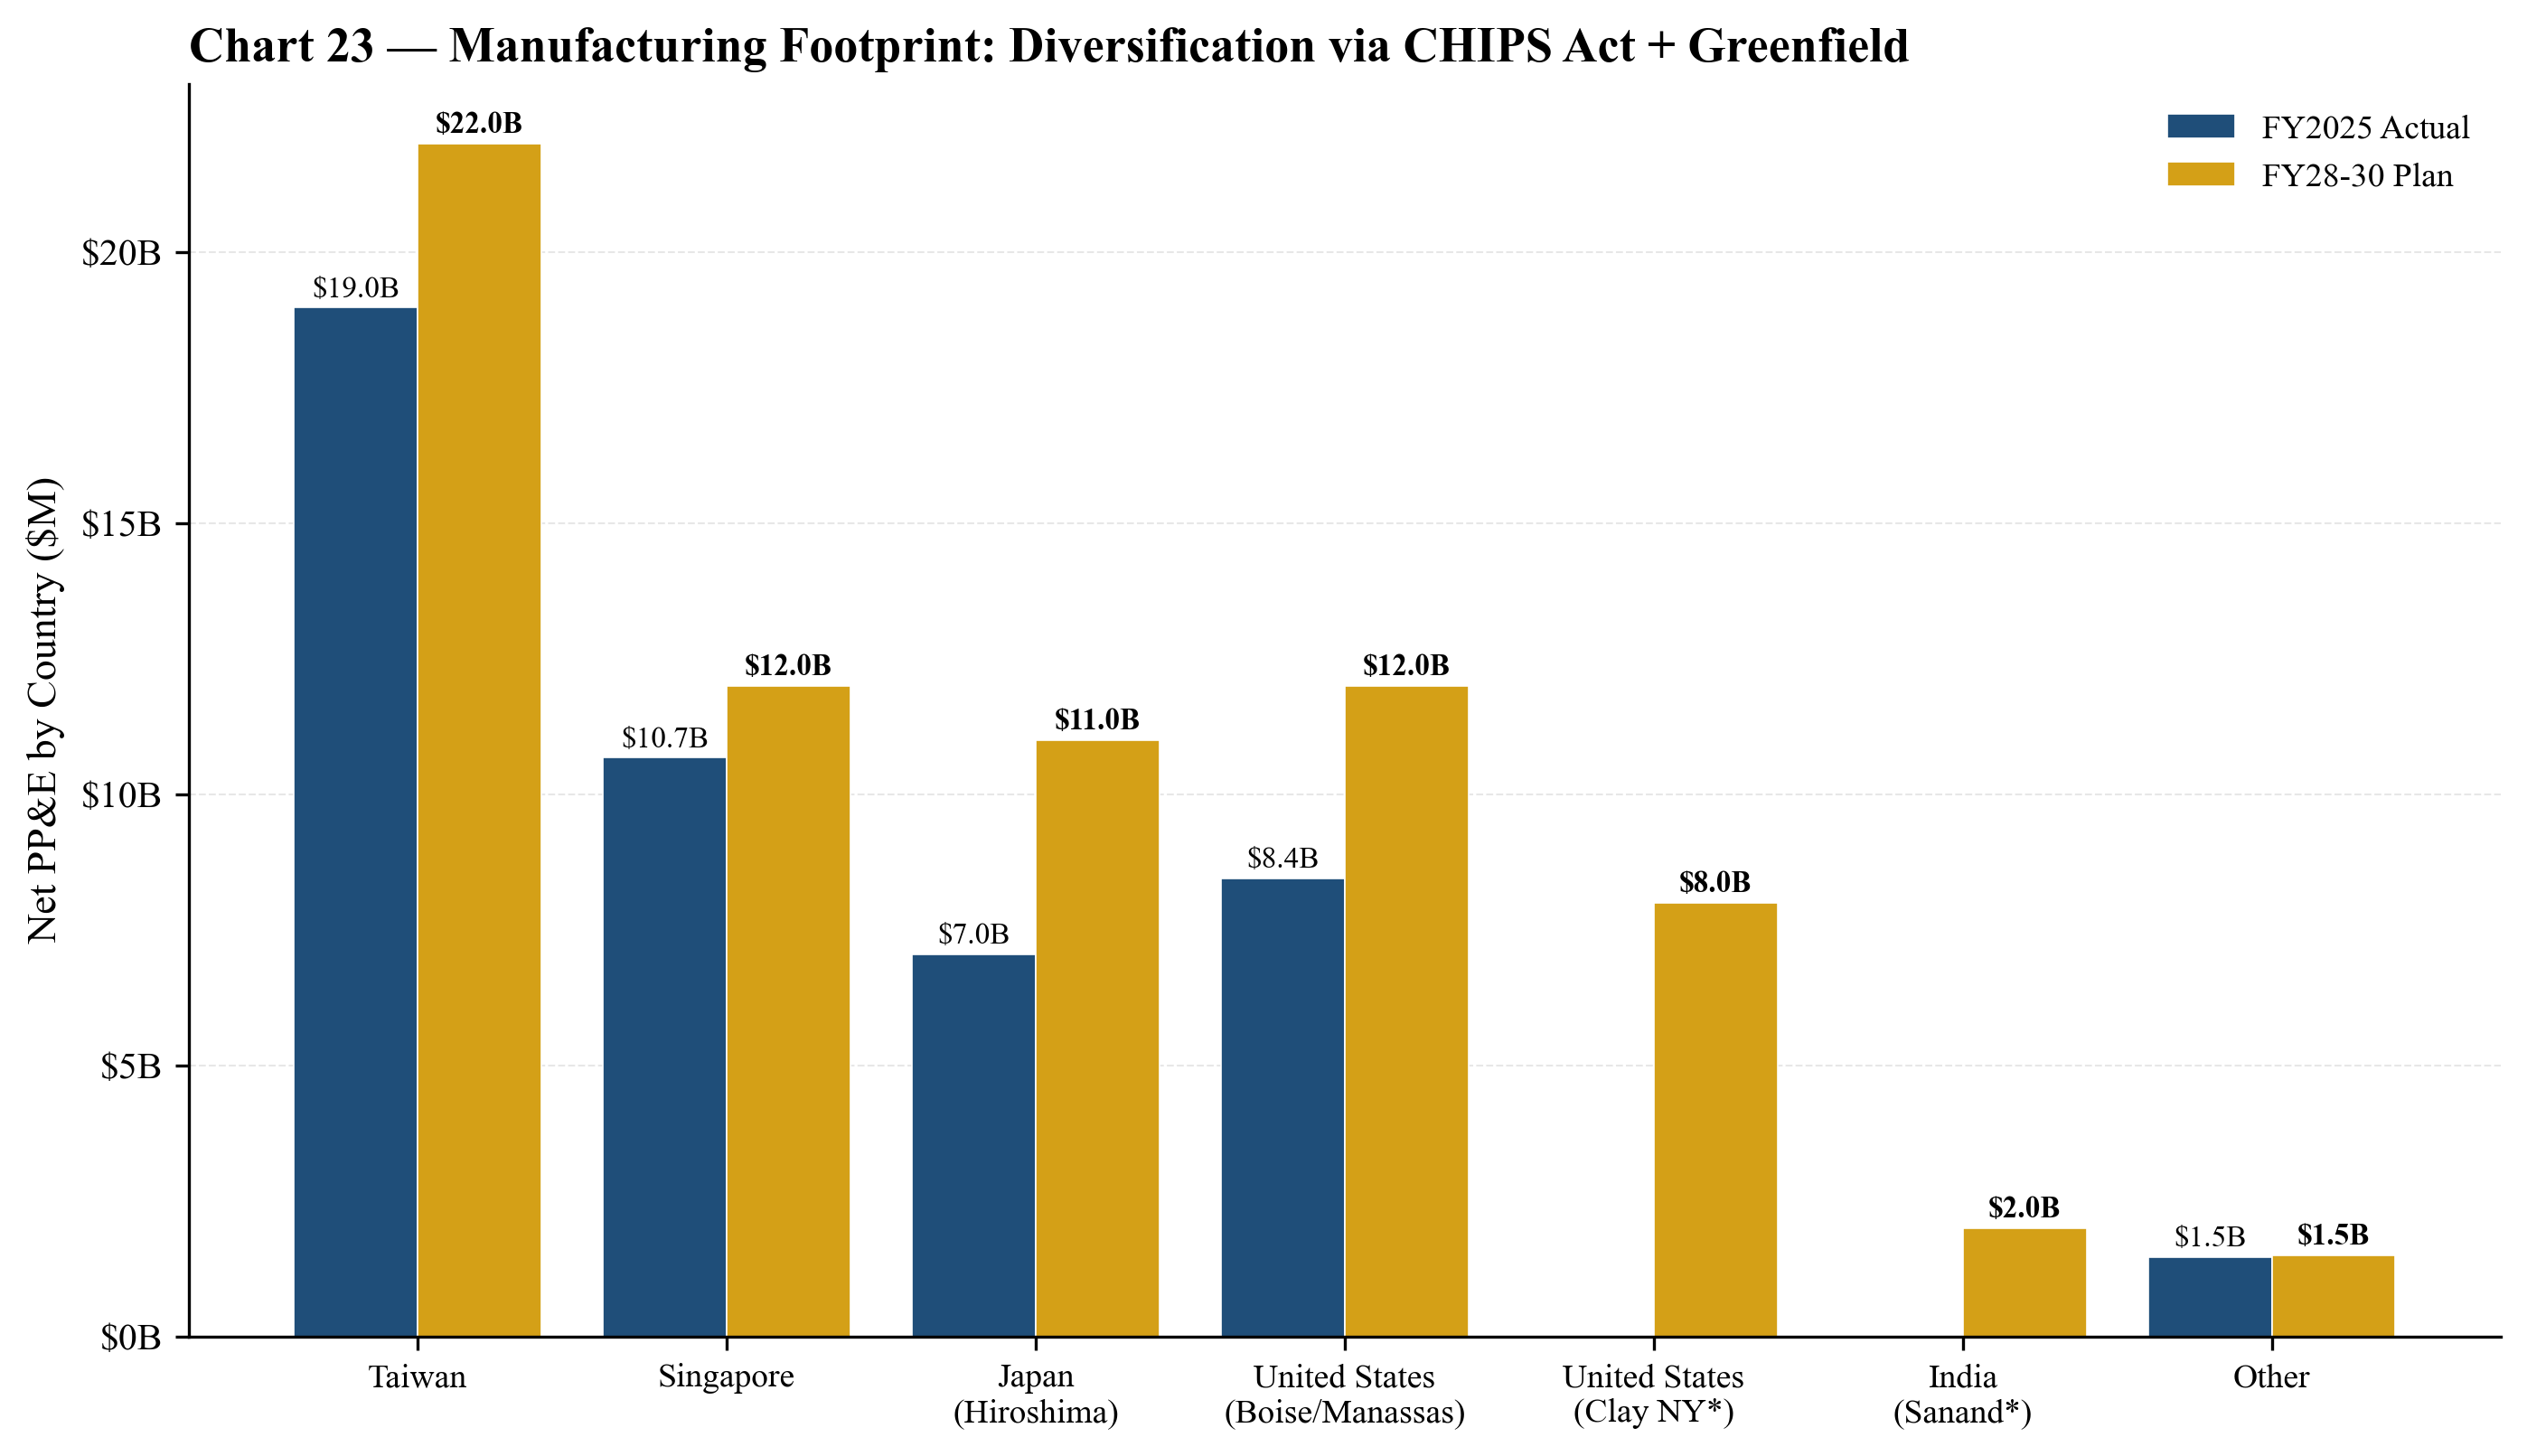 Chart 23 — Manufacturing Footprint: Diversification via CHIPS Act + Greenfield
FY2025 Actual
FY28-30 Plan
Net PP&E by Country ($M)
$20B
$15B
$10B
$5B
$0B
$19.0B
$22.0B
$10.7B
$12.0B
$7.0B
$11.0B
$8.4B
$12.0B
$8.0B
$2.0B
$1.5B
$1.5B
Taiwan
Singapore
Japan
(Hiroshima)
United States
(Boise/Manassas)
United States
(Clay NY*)
India
(Sanand*)
Other